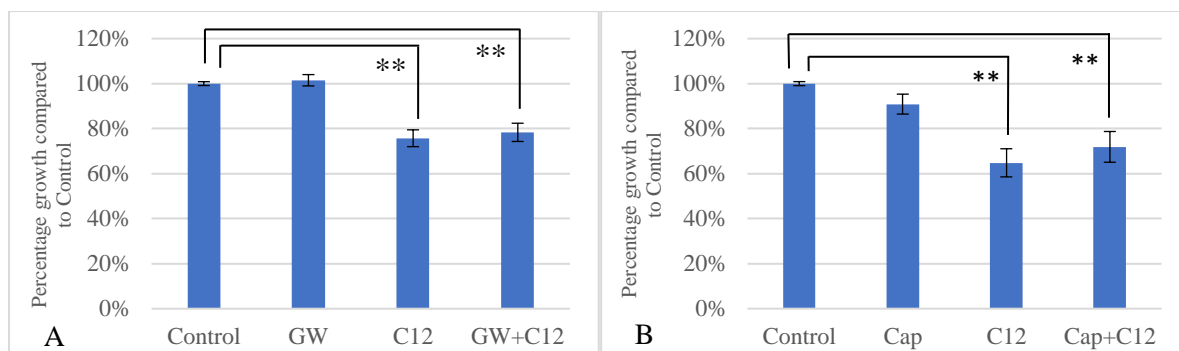 Percentage growth compared
to Control
120%
100%
80%
60%
40%
20%
0%
**
**
Control
GW
C12
GW+C12
A
Percentage growth compared
to Control
120%
100%
80%
60%
40%
20%
0%
**
**
Control
Cap
C12
Cap+C12
B